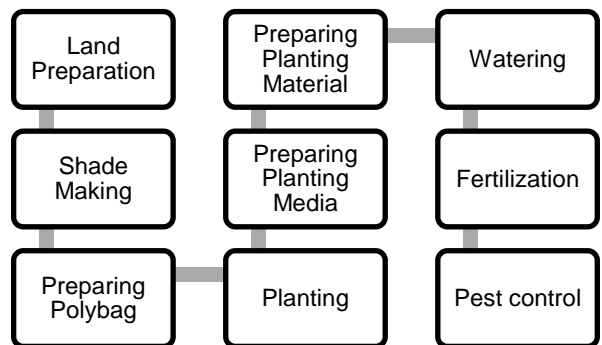 Land
Preparation
Shade
Making
Preparing
Polybag
Planting
Preparing
Planting
Media
Preparing
Planting
Material
Watering
Fertilization
Pest control